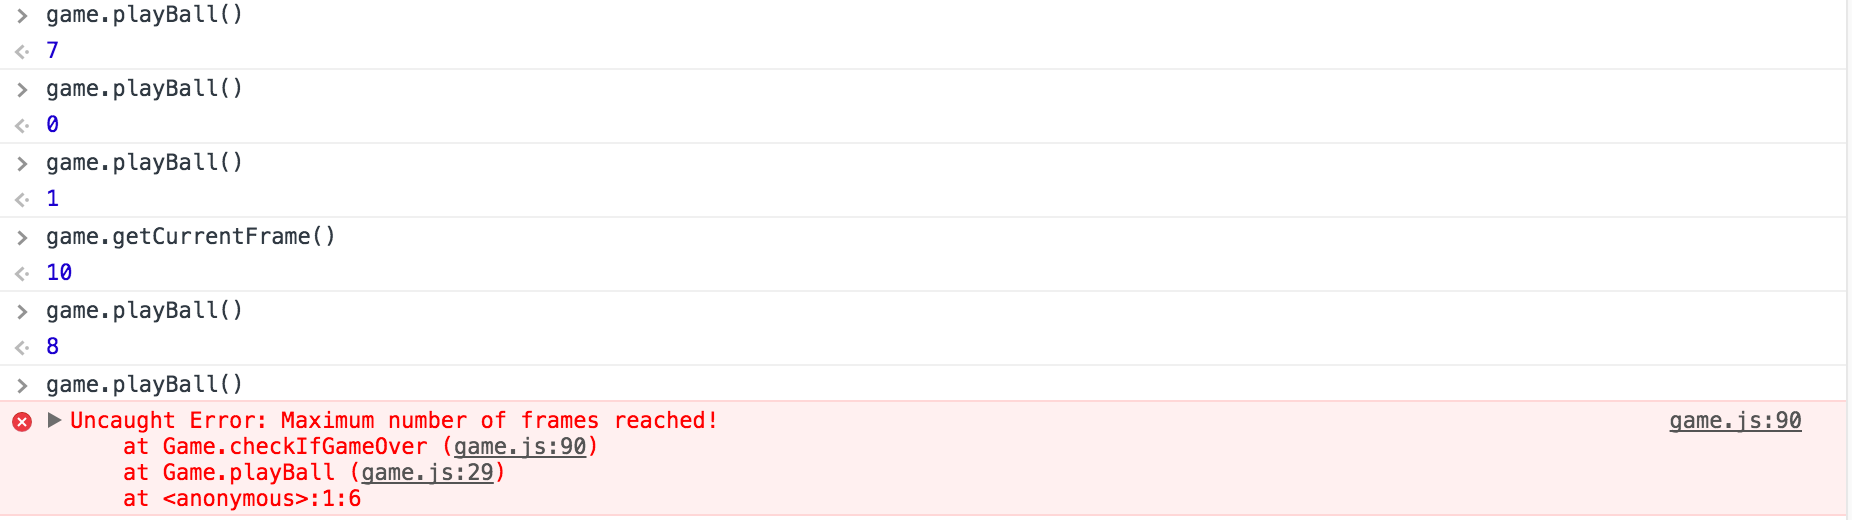 > game.playBall()
<· 7
> game.playBall()
<· 0
> game.playBall()
<· 1
> game.getCurrentFrame()
<· 10
> game.playBall()
<· 8
> game.playBall()
▶ Uncaught Error: Maximum number of frames reached! game.js:90
at Game.checkIfGameOver (game.js:90)
at Game.playBall (game.js:29)
at <anonymous>:1:6